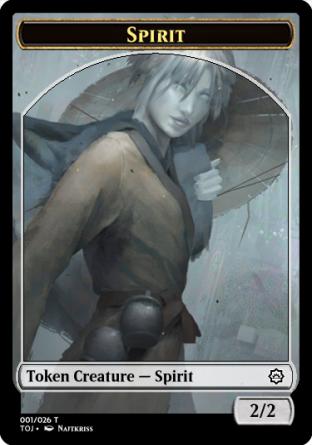 Spirit
Token Creature — Spirit
2/2
001/026 T
TOJ • Naftkriss